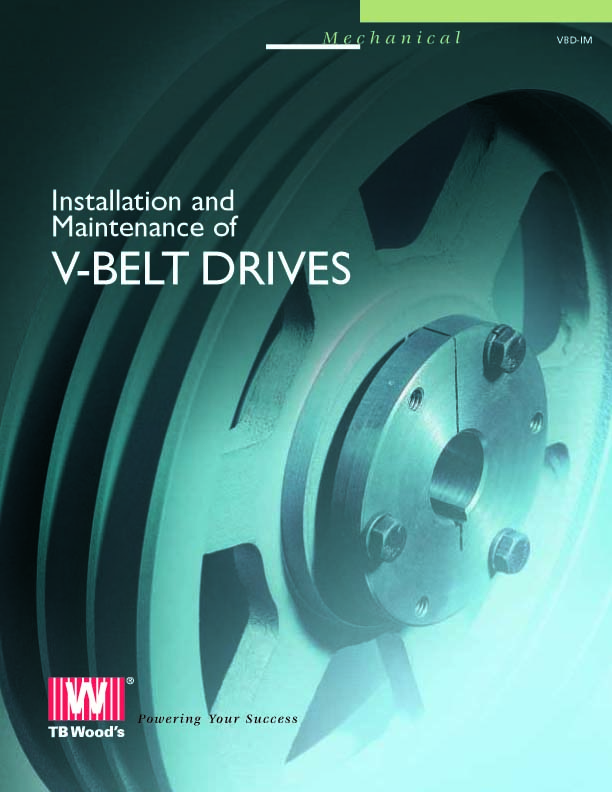 Mechanical
VBD-IM
Installation and
Maintenance of
V-BELT DRIVES
W®
TB Wood's
Powering Your Success